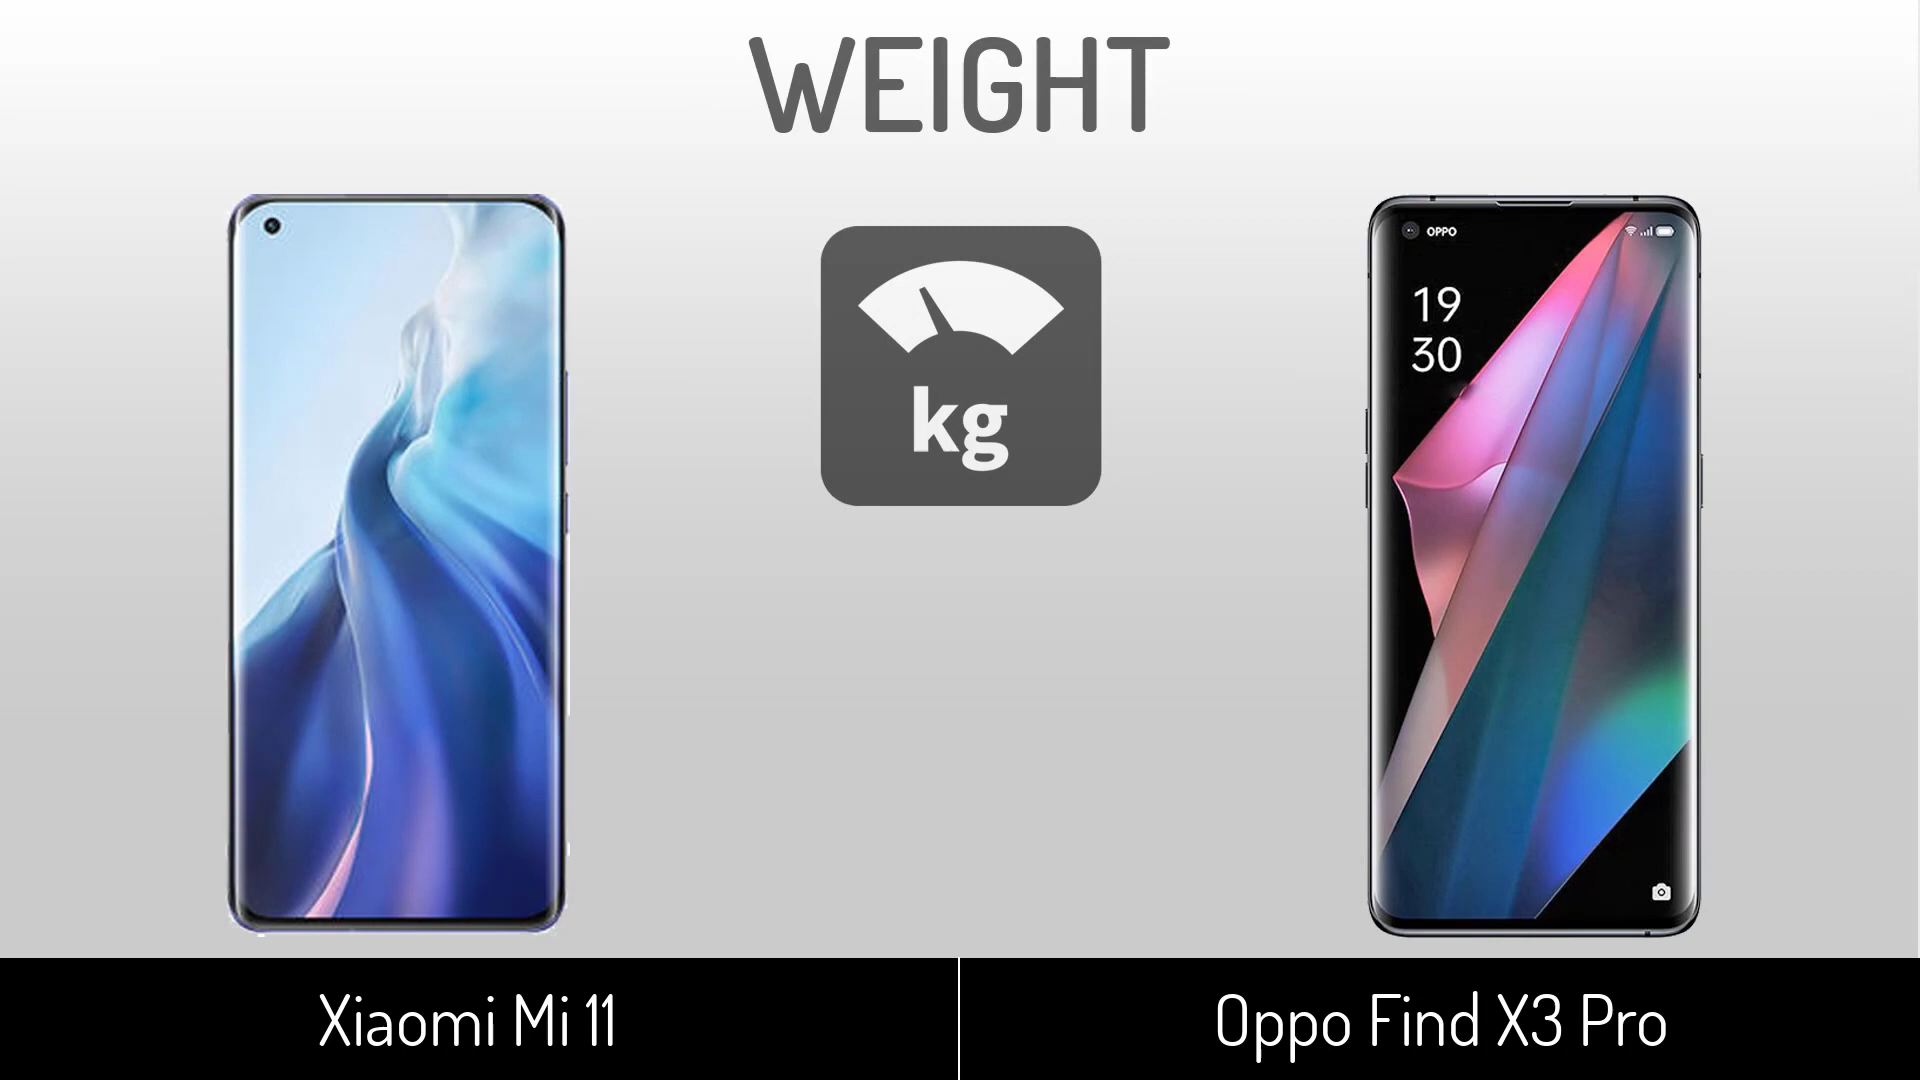 WEIGHT
OPPO
19
30
kg
Xiaomi Mi 11
Oppo Find X3 Pro